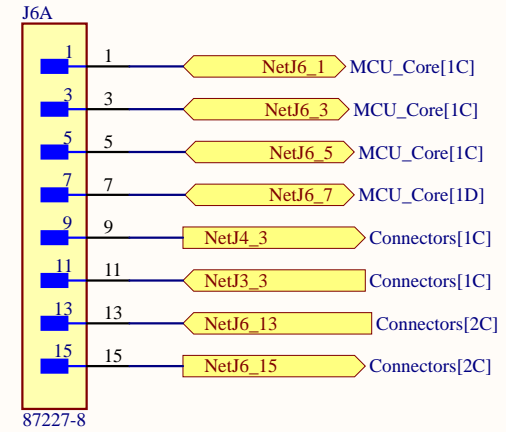 J6A
1 1 NetJ6_1 MCU_Core[1C]
3 3 NetJ6_3 MCU_Core[1C]
5 5 NetJ6_5 MCU_Core[1C]
7 7 NetJ6_7 MCU_Core[1D]
9 9 NetJ4_3 Connectors[1C]
11 11 NetJ3_3 Connectors[1C]
13 13 NetJ6_13 Connectors[2C]
15 15 NetJ6_15 Connectors[2C]
87227-8